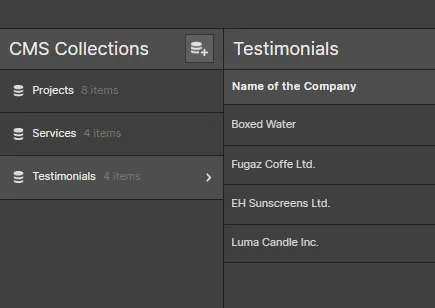 CMS Collections
Projects 8 items
Services 4 items
Testimonials 4 items
Testimonials
Name of the Company
Boxed Water
Fugaz Coffe Ltd.
EH Sunscreens Ltd.
Luma Candle Inc.